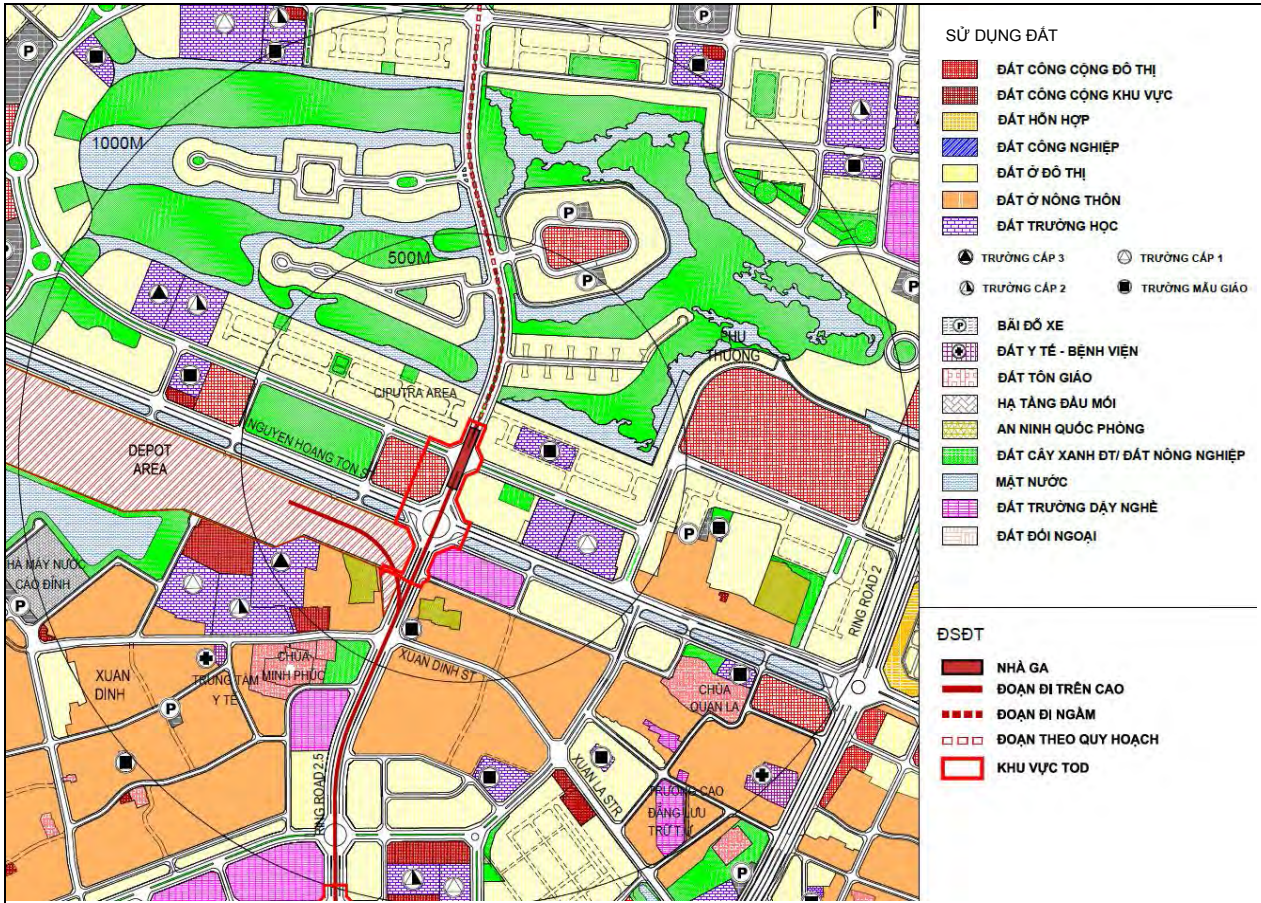 N
1000M
500M
PHU
THUONG
CIPUTRA AREA
NGUYEN HOANG TON S
DEPOT
AREA
HÀ MÁY NƯỚC
CÁO ĐỈNH
RING ROAD 2
XUAN DINH ST
CHÙA
MINH PHÚC
TRUNG TÂM
Y TẾ
XUAN
DINH
CHÙA
QUAN LA
RING ROAD 2.5
XUAN LA STR
TRƯỜNG CAO
ĐẲNG LƯU
TRỮ T.Ư
P
P
P
P
P
P
P
P
P
SỬ DỤNG ĐẤT
ĐẤT CÔNG CỘNG ĐÔ THỊ
ĐẤT CÔNG CỘNG KHU VỰC
ĐẤT HỖN HỢP
ĐẤT CÔNG NGHIỆP
ĐẤT Ở ĐÔ THỊ
ĐẤT Ở NÔNG THÔN
ĐẤT TRƯỜNG HỌC
TRƯỜNG CẤP 3
TRƯỜNG CẤP 1
TRƯỜNG CẤP 2
TRƯỜNG MẪU GIÁO
P
BÃI ĐỖ XE
ĐẤT Y TẾ - BỆNH VIỆN
ĐẤT TÔN GIÁO
HẠ TẦNG ĐẦU MỐI
AN NINH QUỐC PHÒNG
ĐẤT CÂY XANH ĐT/ ĐẤT NÔNG NGHIỆP
MẶT NƯỚC
ĐẤT TRƯỜNG DẠY NGHỀ
ĐẤT ĐỐI NGOẠI
ĐSĐT
NHÀ GA
ĐOẠN ĐI TRÊN CAO
ĐOẠN ĐI NGẦM
ĐOẠN THEO QUY HOẠCH
KHU VỰC TOD